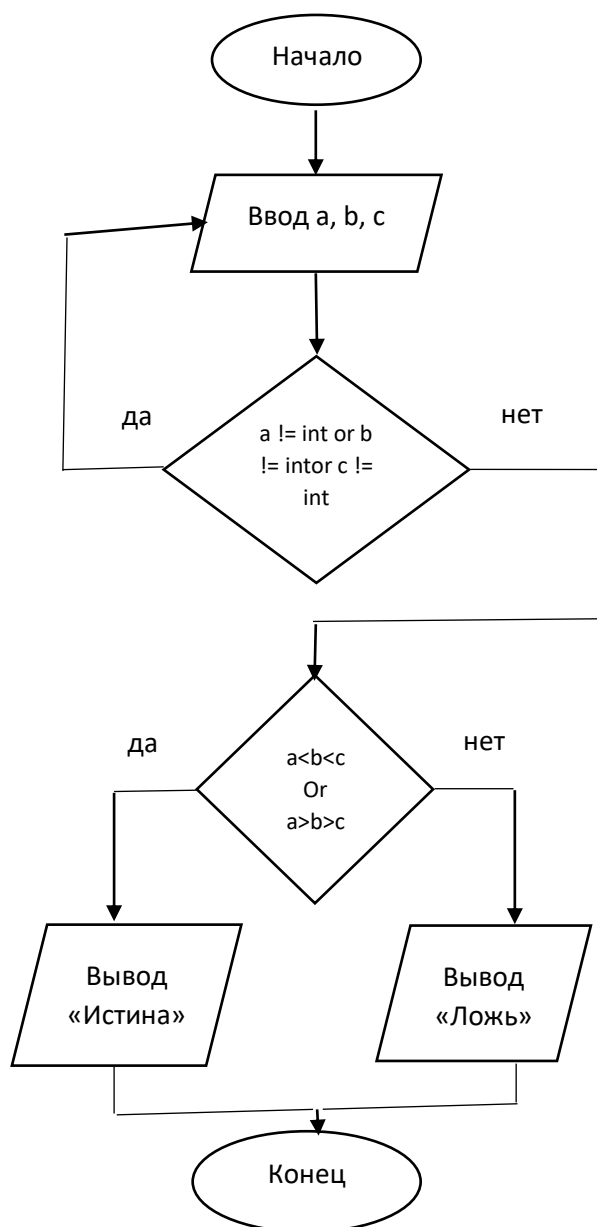 Начало
Ввод a, b, c
да
нет
a != int or b
!= intor c !=
int
да
нет
a<b<c
Or
a>b>c
Вывод
«Истина»
Вывод
«Ложь»
Конец